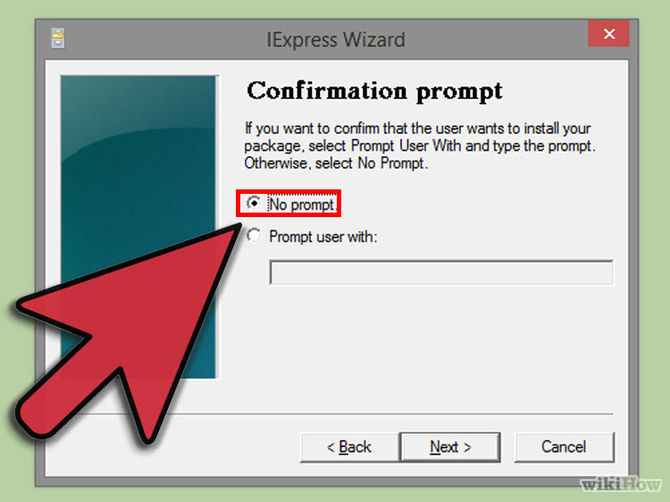 IExpress Wizard
Confirmation prompt
If you want to confirm that the user wants to install your
package, select Prompt User With and type the prompt.
Otherwise, select No Prompt.
No prompt.
Prompt user with:
< Back
Next >
Cancel
wikiHow